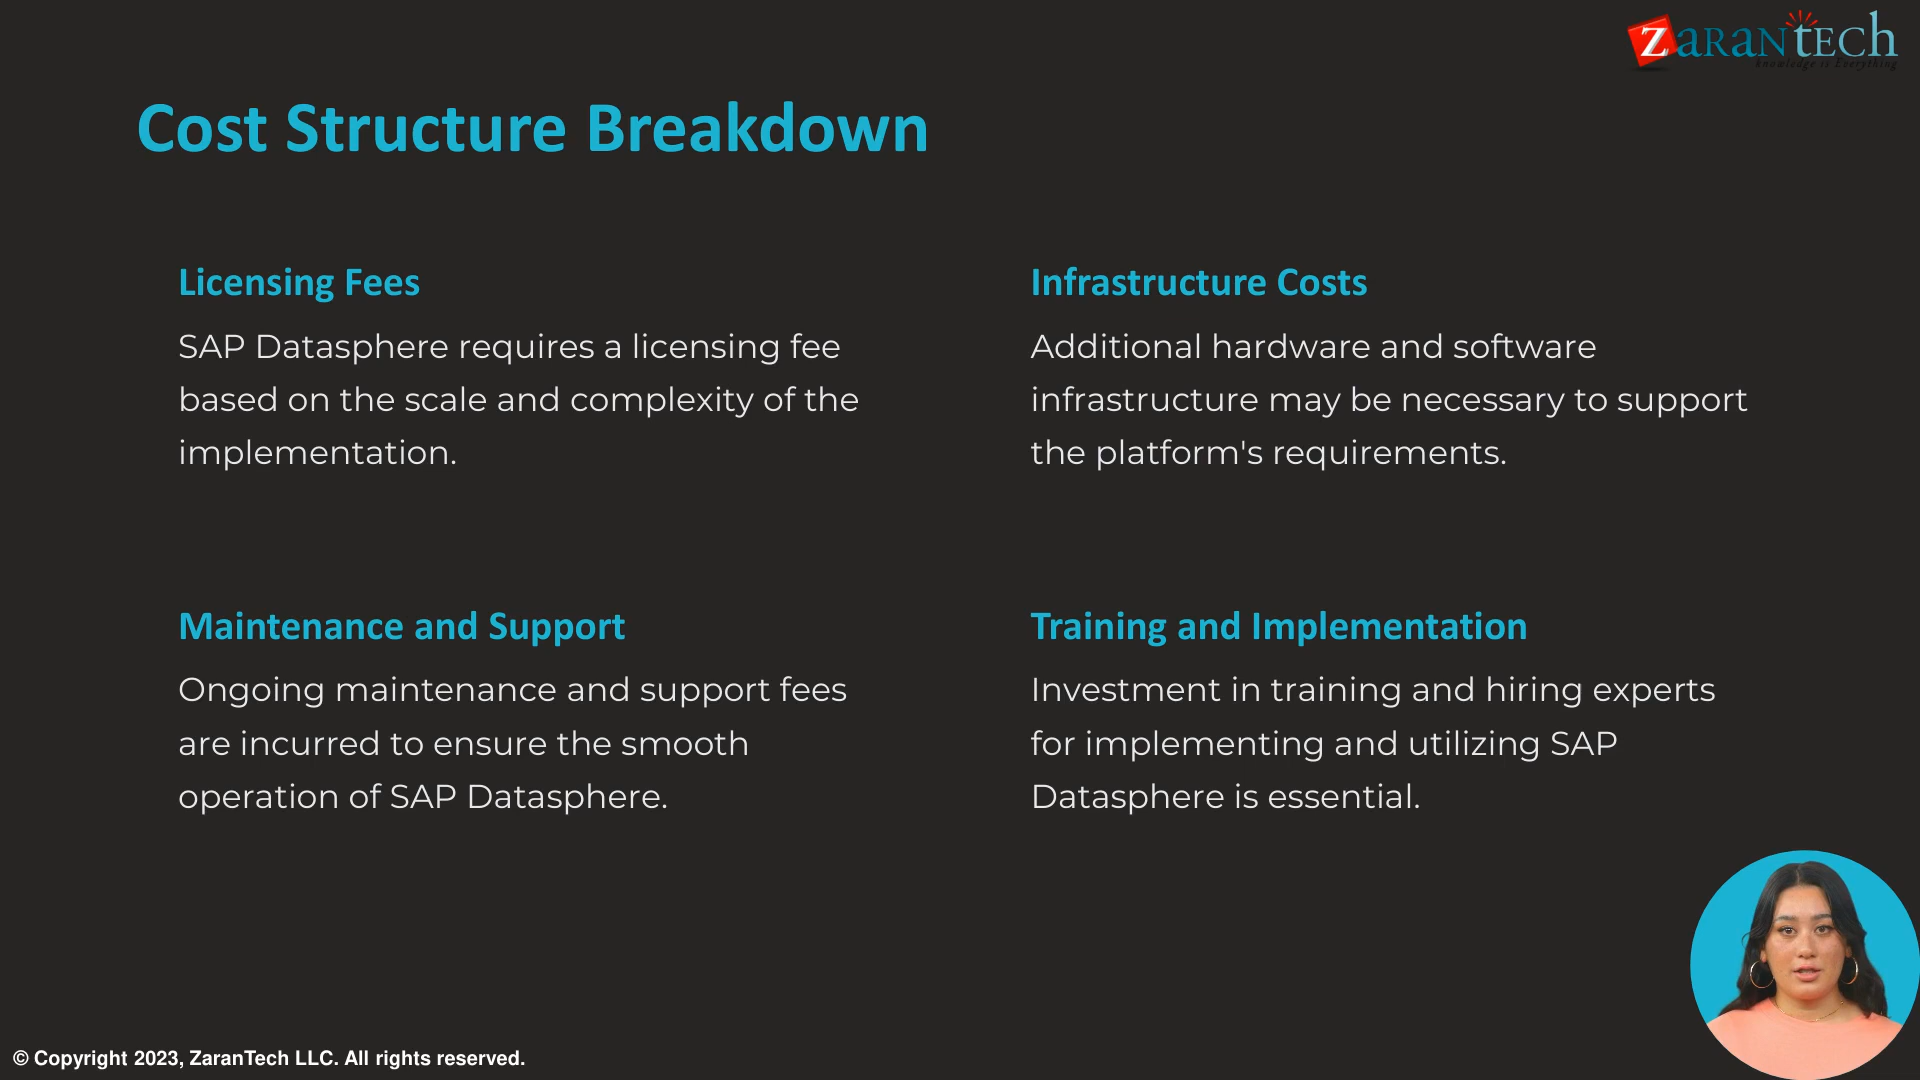 ZaranTech
knowledge is Everything
Cost Structure Breakdown
Licensing Fees
SAP Datasphere requires a licensing fee
based on the scale and complexity of the
implementation.
Infrastructure Costs
Additional hardware and software
infrastructure may be necessary to support
the platform's requirements.
Maintenance and Support
Ongoing maintenance and support fees
are incurred to ensure the smooth
operation of SAP Datasphere.
Training and Implementation
Investment in training and hiring experts
for implementing and utilizing SAP
Datasphere is essential.
© Copyright 2023, ZaranTech LLC. All rights reserved.